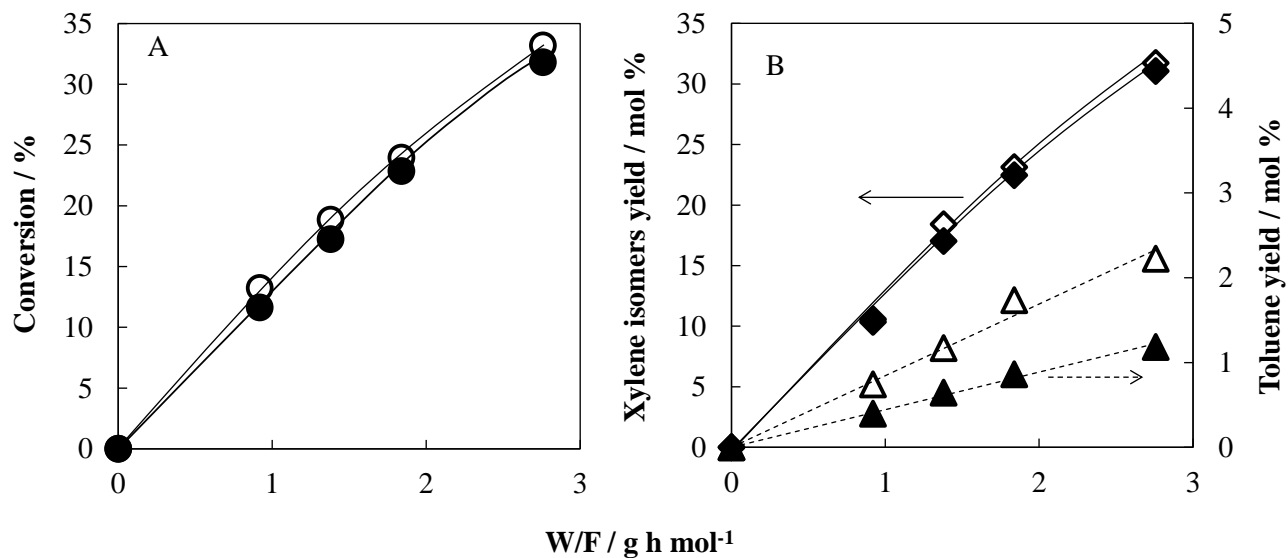 A
Conversion / %
35
30
25
20
15
10
5
0
0 1 2 3
B
Xylene isomers yield / mol %
35
30
25
20
15
10
5
0
0 1 2 3
Toluene yield / mol %
5
4
3
2
1
0
W/F / g h mol⁻¹